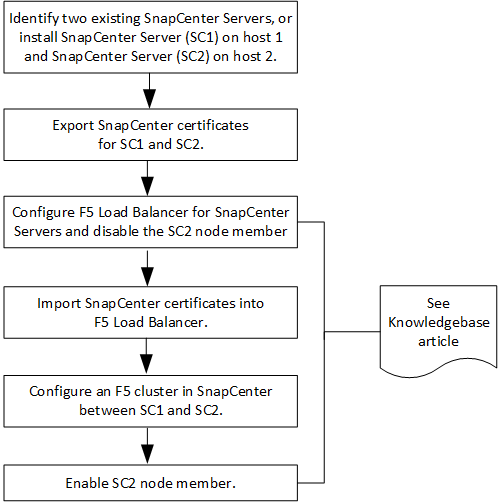 Identify two existing SnapCenter Servers, or
install SnapCenter Server (SC1) on host 1
and SnapCenter Server (SC2) on host 2.
Export SnapCenter certificates
for SC1 and SC2.
Configure F5 Load Balancer for SnapCenter
Servers and disable the SC2 node member
Import SnapCenter certificates into
F5 Load Balancer.
See
Knowledgebase
article
Configure an F5 cluster in SnapCenter
between SC1 and SC2.
Enable SC2 node member.